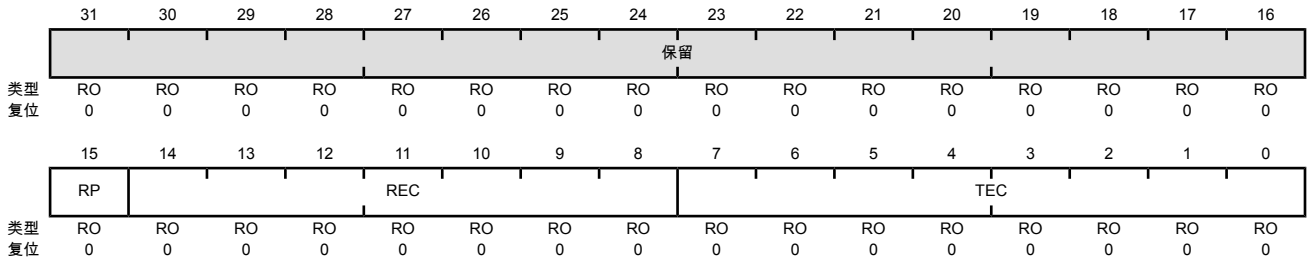 31 30 29 28 27 26 25 24 23 22 21 20 19 18 17 16
保留
类型 RO RO RO RO RO RO RO RO RO RO RO RO RO RO RO RO
复位 0 0 0 0 0 0 0 0 0 0 0 0 0 0 0 0
15 14 13 12 11 10 9 8 7 6 5 4 3 2 1 0
RP REC TEC
类型 RO RO RO RO RO RO RO RO RO RO RO RO RO RO RO RO
复位 0 0 0 0 0 0 0 0 0 0 0 0 0 0 0 0